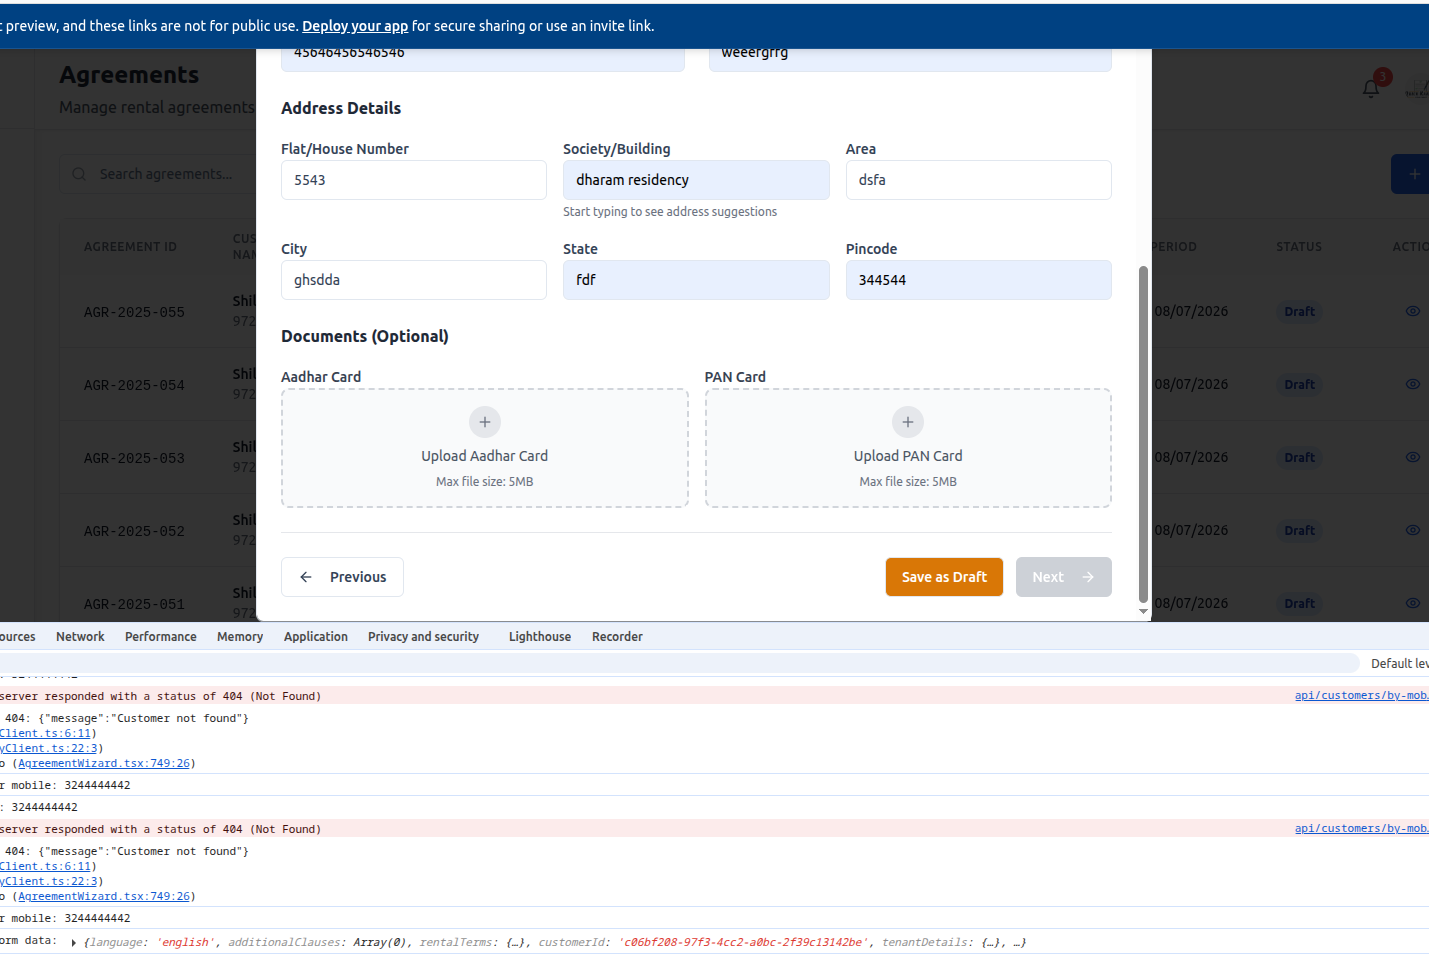 preview, and these links are not for public use. Deploy your app for secure sharing or use an invite link.
45646456546546 weeergrrg
Agreements
Manage rental agreements
3
Address Details
Flat/House Number Society/Building Area
5543 dharam residency dsfa
Start typing to see address suggestions
Search agreements...
City State Pincode
ghsdda fdf 344544
AGREEMENT ID CUS NAM PERIOD STATUS ACTIO
AGR-2025-055 Shil 972 08/07/2026 Draft
Documents (Optional)
Aadhar Card PAN Card
AGR-2025-054 Shil 972 08/07/2026 Draft
Upload Aadhar Card Upload PAN Card
Max file size: 5MB Max file size: 5MB
AGR-2025-053 Shil 972 08/07/2026 Draft
AGR-2025-052 Shil 972 08/07/2026 Draft
Previous Save as Draft Next
AGR-2025-051 Shil 972 08/07/2026 Draft
ources Network Performance Memory Application Privacy and security Lighthouse Recorder
Default lev
server responded with a status of 404 (Not Found) api/customers/by-mob…
404: {"message":"Customer not found"}
Client.ts:6:11)
yClient.ts:22:3)
o (AgreementWizard.tsx:749:26)
r mobile: 3244444442
: 3244444442
server responded with a status of 404 (Not Found) api/customers/by-mob…
404: {"message":"Customer not found"}
Client.ts:6:11)
yClient.ts:22:3)
o (AgreementWizard.tsx:749:26)
r mobile: 3244444442
orm data: {language: 'english', additionalClauses: Array(0), rentalTerms: {…}, customerId: 'c06bf208-97f3-4cc2-a0bc-2f39c13142be', tenantDetails: {…}, …}